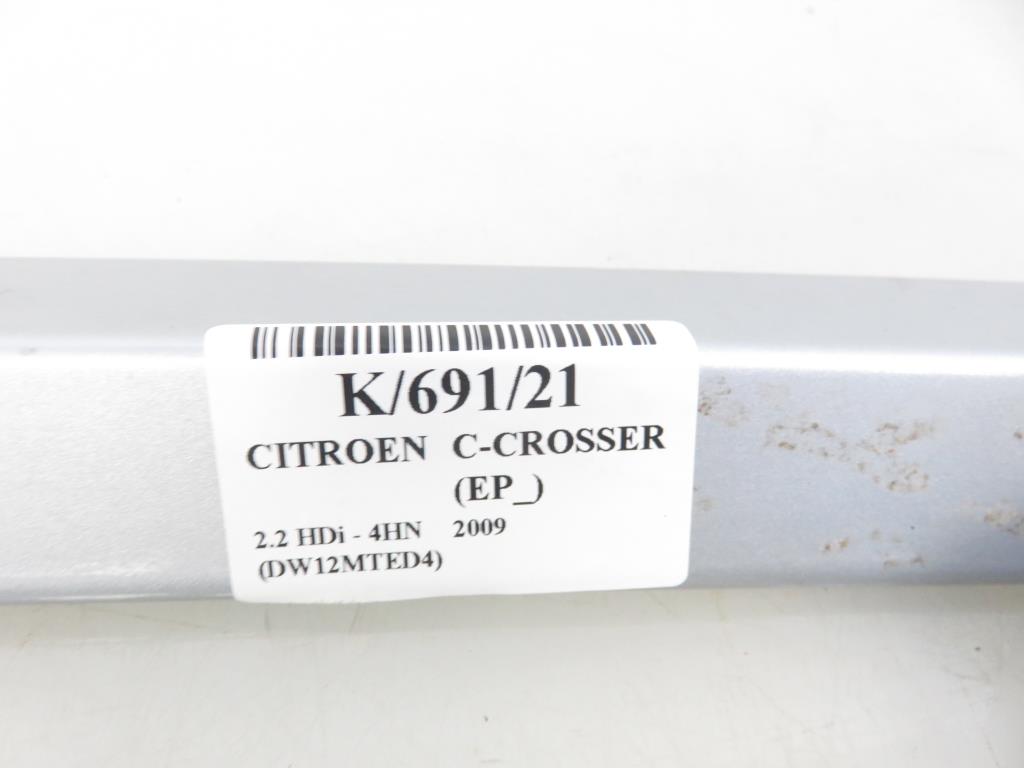 K/691/21
CITROEN C-CROSSER
(EP_)
2.2 HDi - 4HN 2009
(DW12MTED4)